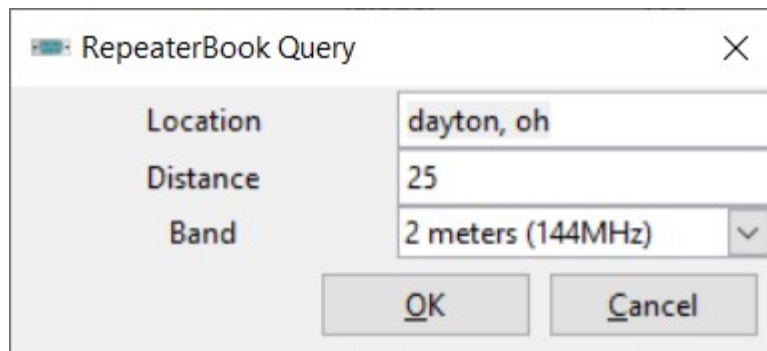 RepeaterBook Query
Location dayton, oh
Distance 25
Band 2 meters (144MHz)
OK Cancel